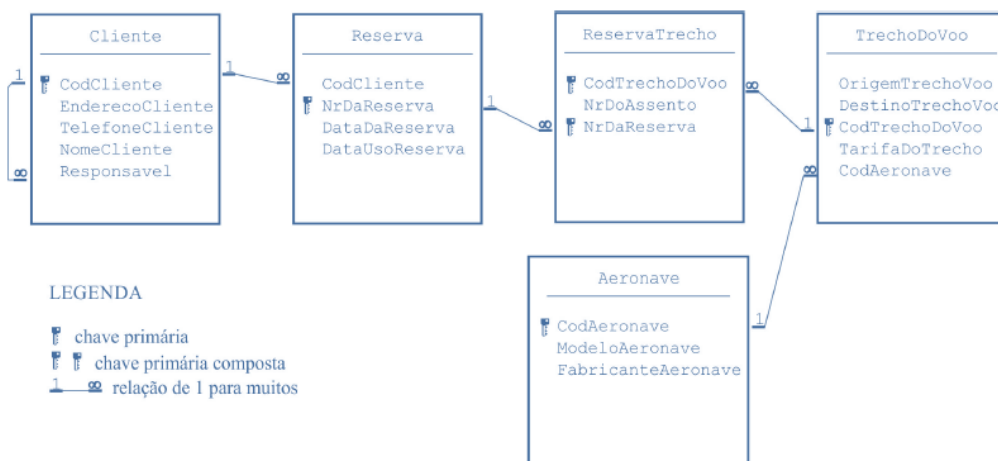 Cliente
CodCliente
EnderecoCliente
TelefoneCliente
NomeCliente
Responsavel
1
∞
1
∞
Reserva
CodCliente
NrDaReserva
DataDaReserva
DataUsoReserva
1
∞
ReservaTrecho
CodTrechoDoVoo
NrDoAssento
NrDaReserva
∞
1
TrechoDoVoo
OrigemTrechoVoo
DestinoTrechoVoo
CodTrechoDoVoo
TarifaDoTrecho
CodAeronave
∞
1
Aeronave
CodAeronave
ModeloAeronave
FabricanteAeronave
LEGENDA
chave primária
chave primária composta
1 ∞ relação de 1 para muitos